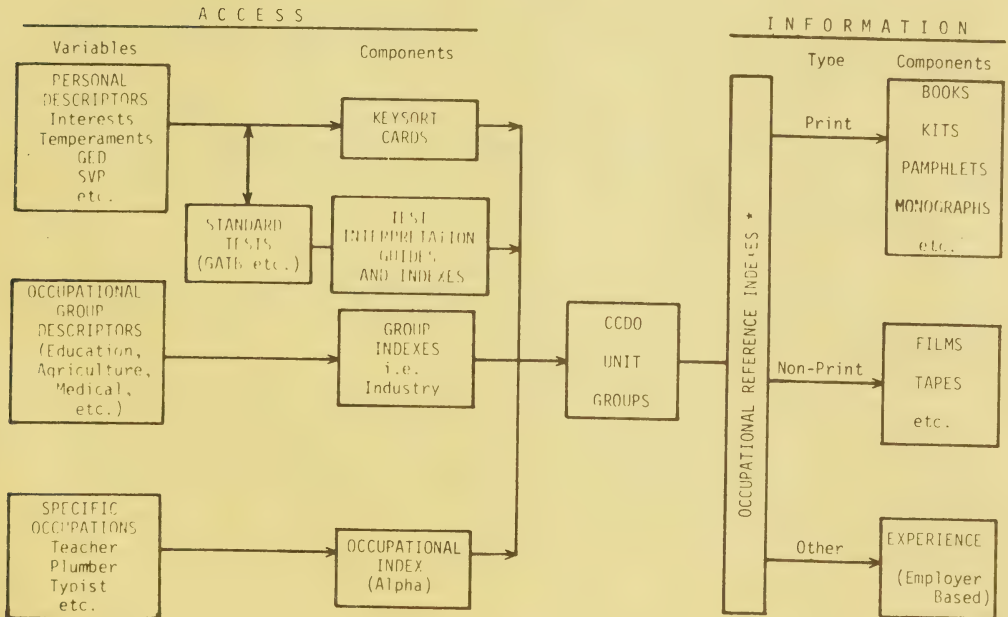 A C C E S S
Variables
Components
PERSONAL
DESCRIPTORS
Interests
Temperaments
GED
SVP
etc.
KEYSORT
CARDS
STANDARD
TESTS
(GATB etc.)
TEST
INTERPRETATION
GUIDES
AND INDEXES
OCCUPATIONAL
GROUP
DESCRIPTORS
(Education,
Agriculture,
Medical,
etc.)
GROUP
INDEXES
i.e.
Industry
SPECIFIC
OCCUPATIONS
Teacher
Plumber
Typist
etc.
OCCUPATIONAL
INDEX
(Alpha)
CCDO
UNIT
GROUPS
I N F O R M A T I O N
Type
Components
OCCUPATIONAL REFERENCE INDEXES *
Print
BOOKS
KITS
PAMPHLETS
MONOGRAPHS
etc.
Non-Print
FILMS
TAPES
etc.
Other
EXPERIENCE
(Employer
Based)